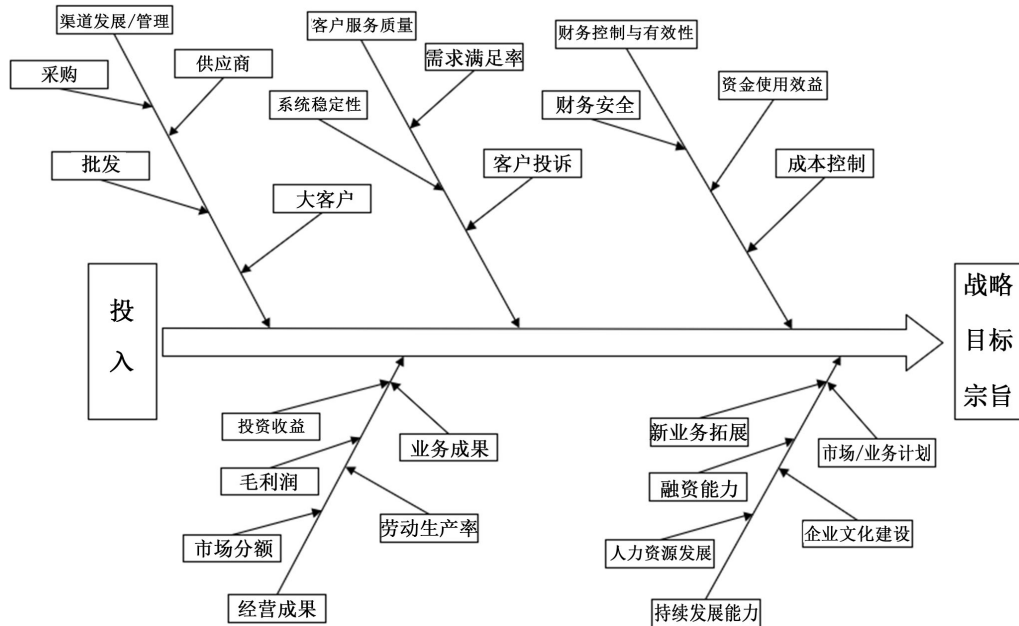 渠道发展/管理
客户服务质量
财务控制与有效性
采购
供应商
需求满足率
系统稳定性
财务安全
资金使用效益
批发
大客户
客户投诉
成本控制
投
入
战略
目标
宗旨
投资收益
业务成果
毛利润
市场分额
劳动生产率
经营成果
新业务拓展
市场/业务计划
融资能力
企业文化建设
人力资源发展
持续发展能力